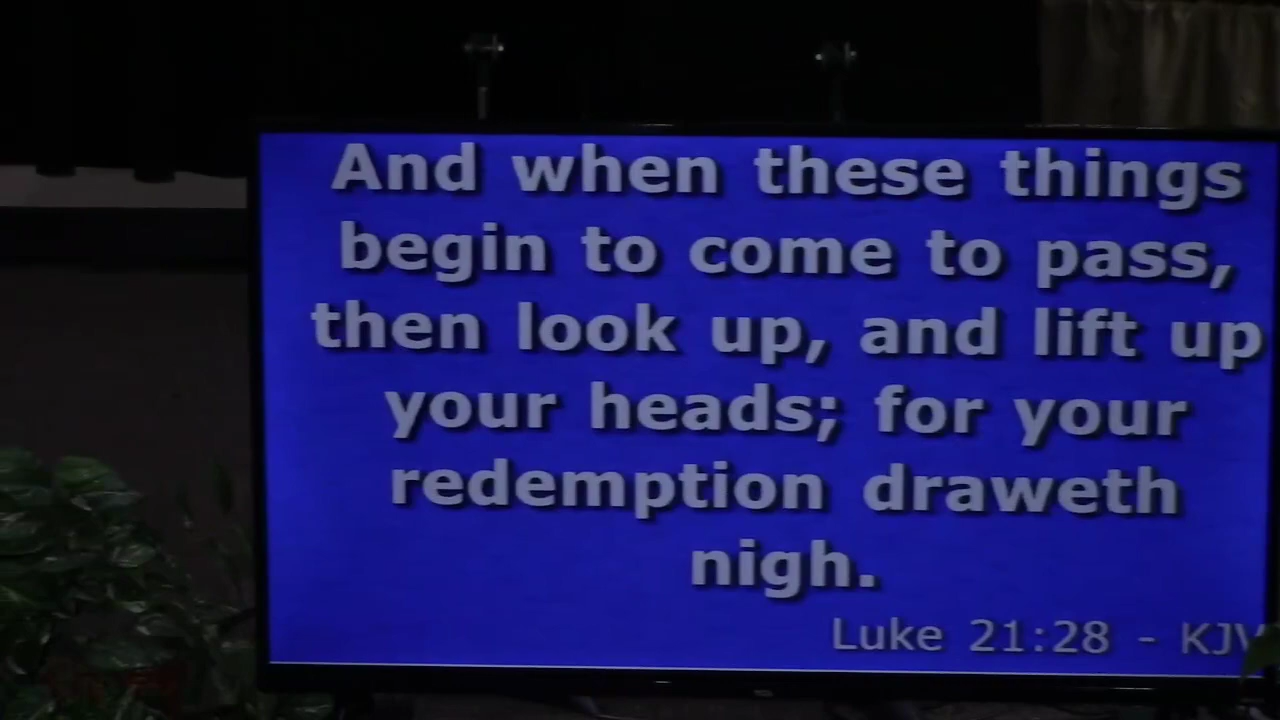 And when these things
begin to come to pass,
then look up, and lift up
your heads; for your
redemption draweth
nigh.
Luke 21:28 - KJV